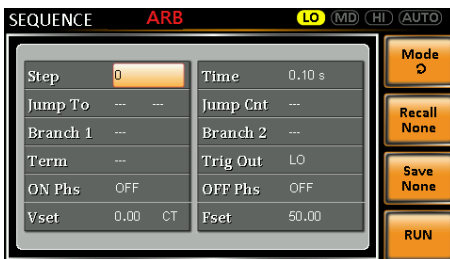 SEQUENCE ARB LO MD HI AUTO
Step 0 Time 0.10 s
Jump To --- --- Jump Cnt ---
Branch 1 --- Branch 2 ---
Term --- Trig Out LO
ON Phs OFF OFF Phs OFF
Vset 0.00 CT Fset 50.00
Mode
Recall
None
Save
None
RUN